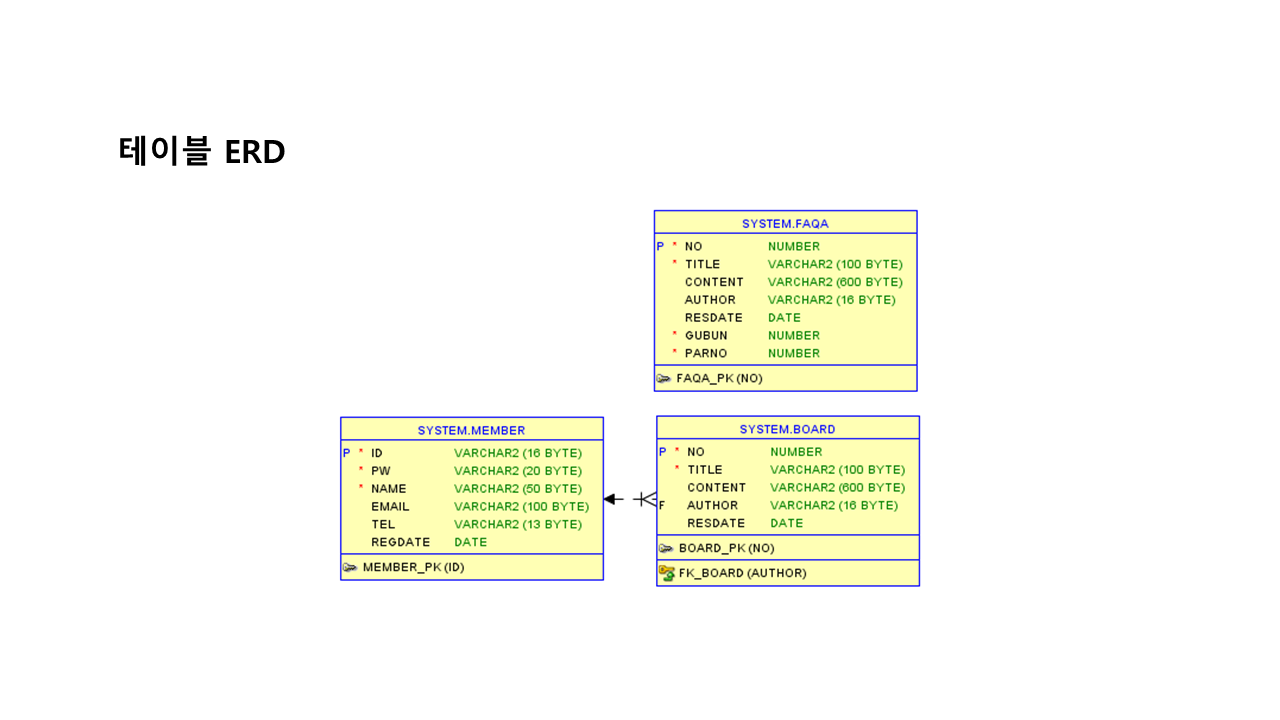 테이블 ERD
SYSTEM.FAQA
P * NO NUMBER
* TITLE VARCHAR2 (100 BYTE)
CONTENT VARCHAR2 (600 BYTE)
AUTHOR VARCHAR2 (16 BYTE)
RESDATE DATE
* GUBUN NUMBER
* PARNO NUMBER
FAQA_PK (NO)
SYSTEM.MEMBER
P * ID VARCHAR2 (16 BYTE)
* PW VARCHAR2 (20 BYTE)
* NAME VARCHAR2 (50 BYTE)
EMAIL VARCHAR2 (100 BYTE)
TEL VARCHAR2 (13 BYTE)
REGDATE DATE
MEMBER_PK (ID)
SYSTEM.BOARD
P * NO NUMBER
* TITLE VARCHAR2 (100 BYTE)
CONTENT VARCHAR2 (600 BYTE)
F AUTHOR VARCHAR2 (16 BYTE)
RESDATE DATE
BOARD_PK (NO)
FK_BOARD (AUTHOR)